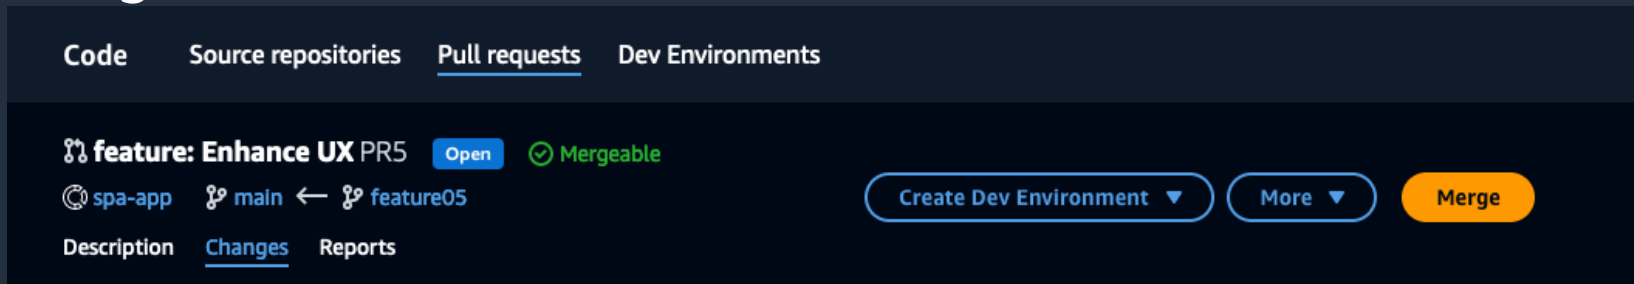 Code Source repositories Pull requests Dev Environments
feature: Enhance UX PR5 Open Mergeable
spa-app main ← feature05
Create Dev Environment ▼ More ▼ Merge
Description Changes Reports